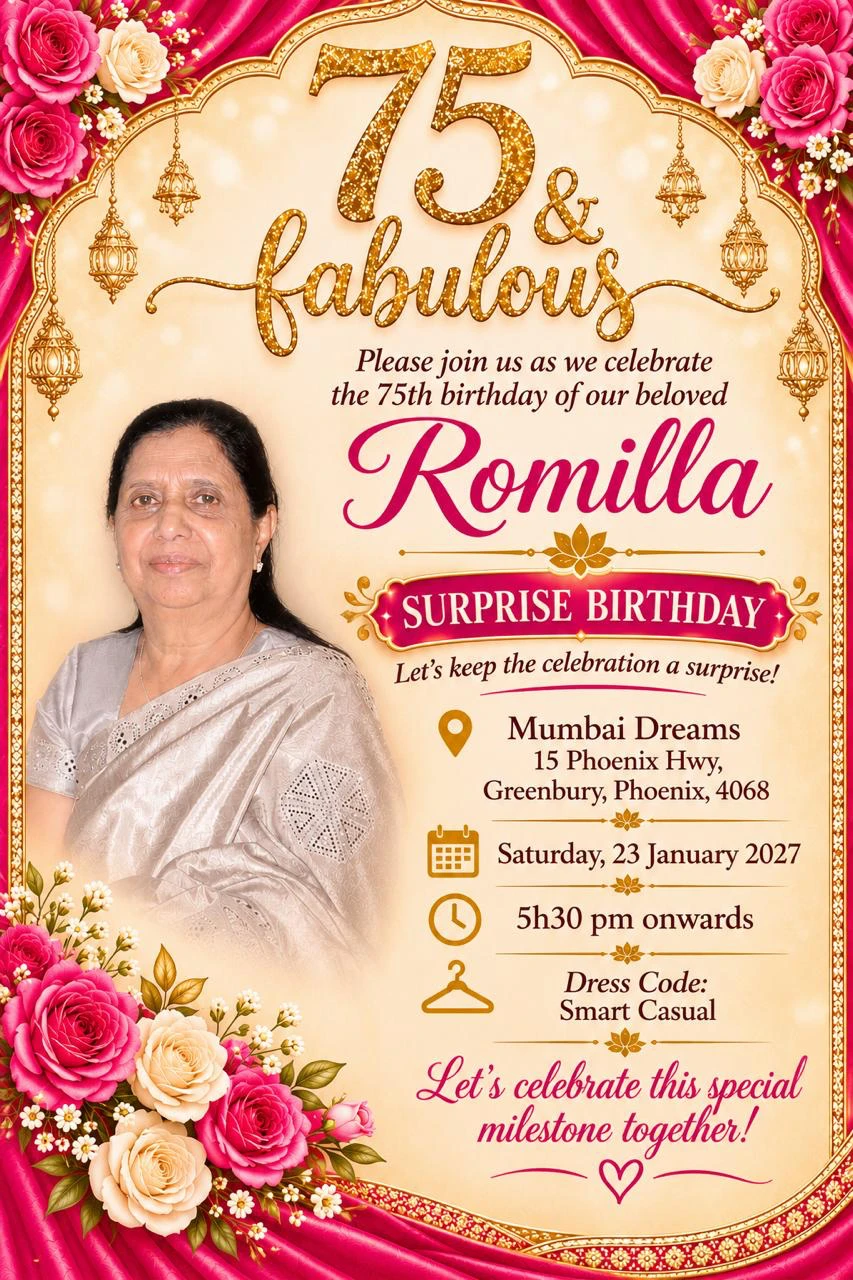 75
&
fabulous
Please join us as we celebrate
the 75th birthday of our beloved
Romilla
SURPRISE BIRTHDAY
Let's keep the celebration a surprise!
Mumbai Dreams
15 Phoenix Hwy,
Greenbury, Phoenix, 4068
Saturday, 23 January 2027
5h30 pm onwards
Dress Code:
Smart Casual
Let's celebrate this special
milestone together!